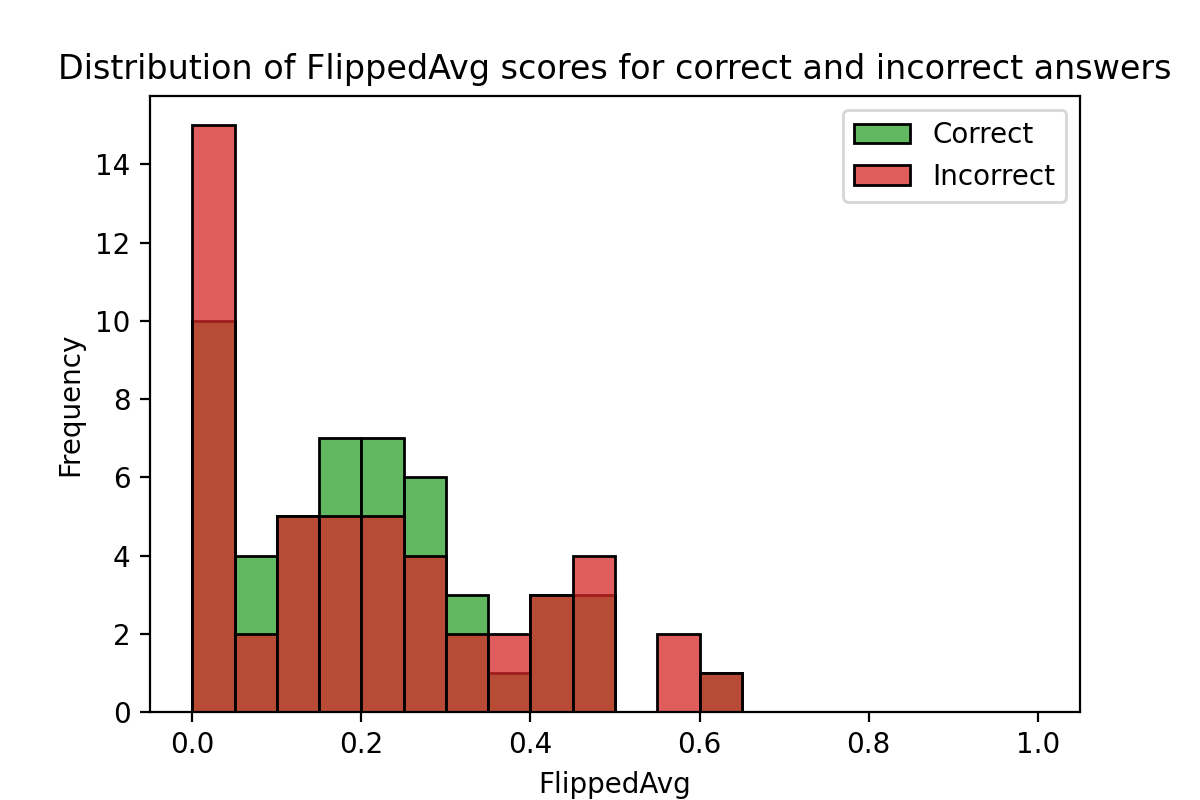 Distribution of FlippedAvg scores for correct and incorrect answers
Correct
Incorrect
14
12
10
8
6
4
2
0
Frequency
0.0 0.2 0.4 0.6 0.8 1.0
FlippedAvg